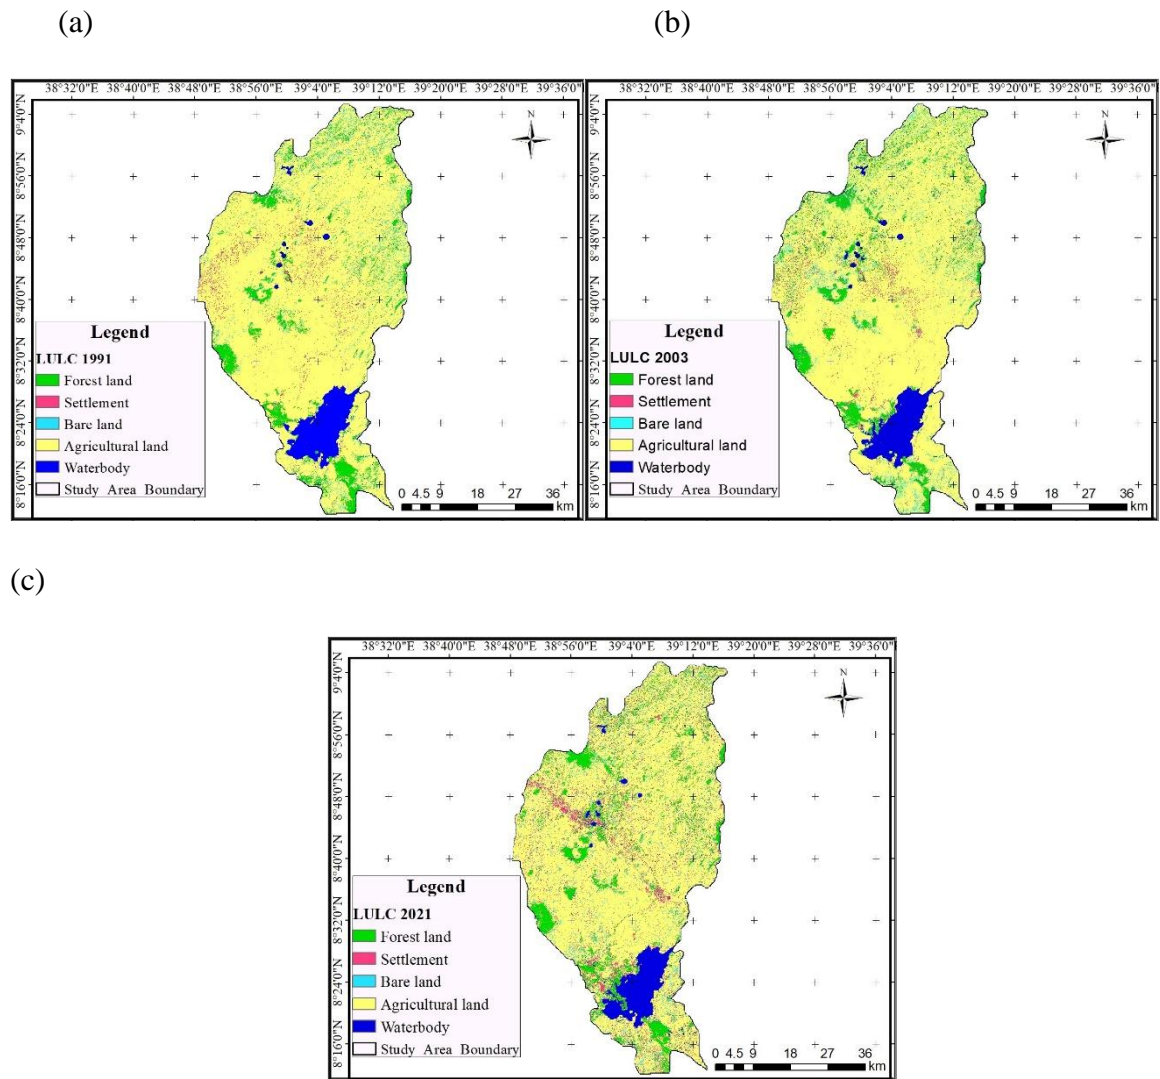 (a)
(b)
38°32'0"E 38°40'0"E 38°48'0"E 38°56'0"E 39°4'0"E 39°12'0"E 39°20'0"E 39°28'0"E 39°36'0"E
38°32'0"E 38°40'0"E 38°48'0"E 38°56'0"E 39°4'0"E 39°12'0"E 39°20'0"E 39°28'0"E 39°36'0"E
N
N
9°4'0"N
8°56'0"N
8°48'0"N
8°40'0"N
8°32'0"N
8°24'0"N
8°16'0"N
Legend
LULC 1991
Forest land
Settlement
Bare land
Agricultural land
Waterbody
Study Area Boundary
0 4.5 9 18 27 36
km
9°4'0"N
8°56'0"N
8°48'0"N
8°40'0"N
8°32'0"N
8°24'0"N
8°16'0"N
Legend
LULC 2003
Forest land
Settlement
Bare land
Agricultural land
Waterbody
Study Area Boundary
0 4.5 9 18 27 36
km
(c)
38°32'0"E 38°40'0"E 38°48'0"E 38°56'0"E 39°4'0"E 39°12'0"E 39°20'0"E 39°28'0"E 39°36'0"E
N
9°4'0"N
8°56'0"N
8°48'0"N
8°40'0"N
8°32'0"N
8°24'0"N
8°16'0"N
Legend
LULC 2021
Forest land
Settlement
Bare land
Agricultural land
Waterbody
Study Area Boundary
0 4.5 9 18 27 36
km